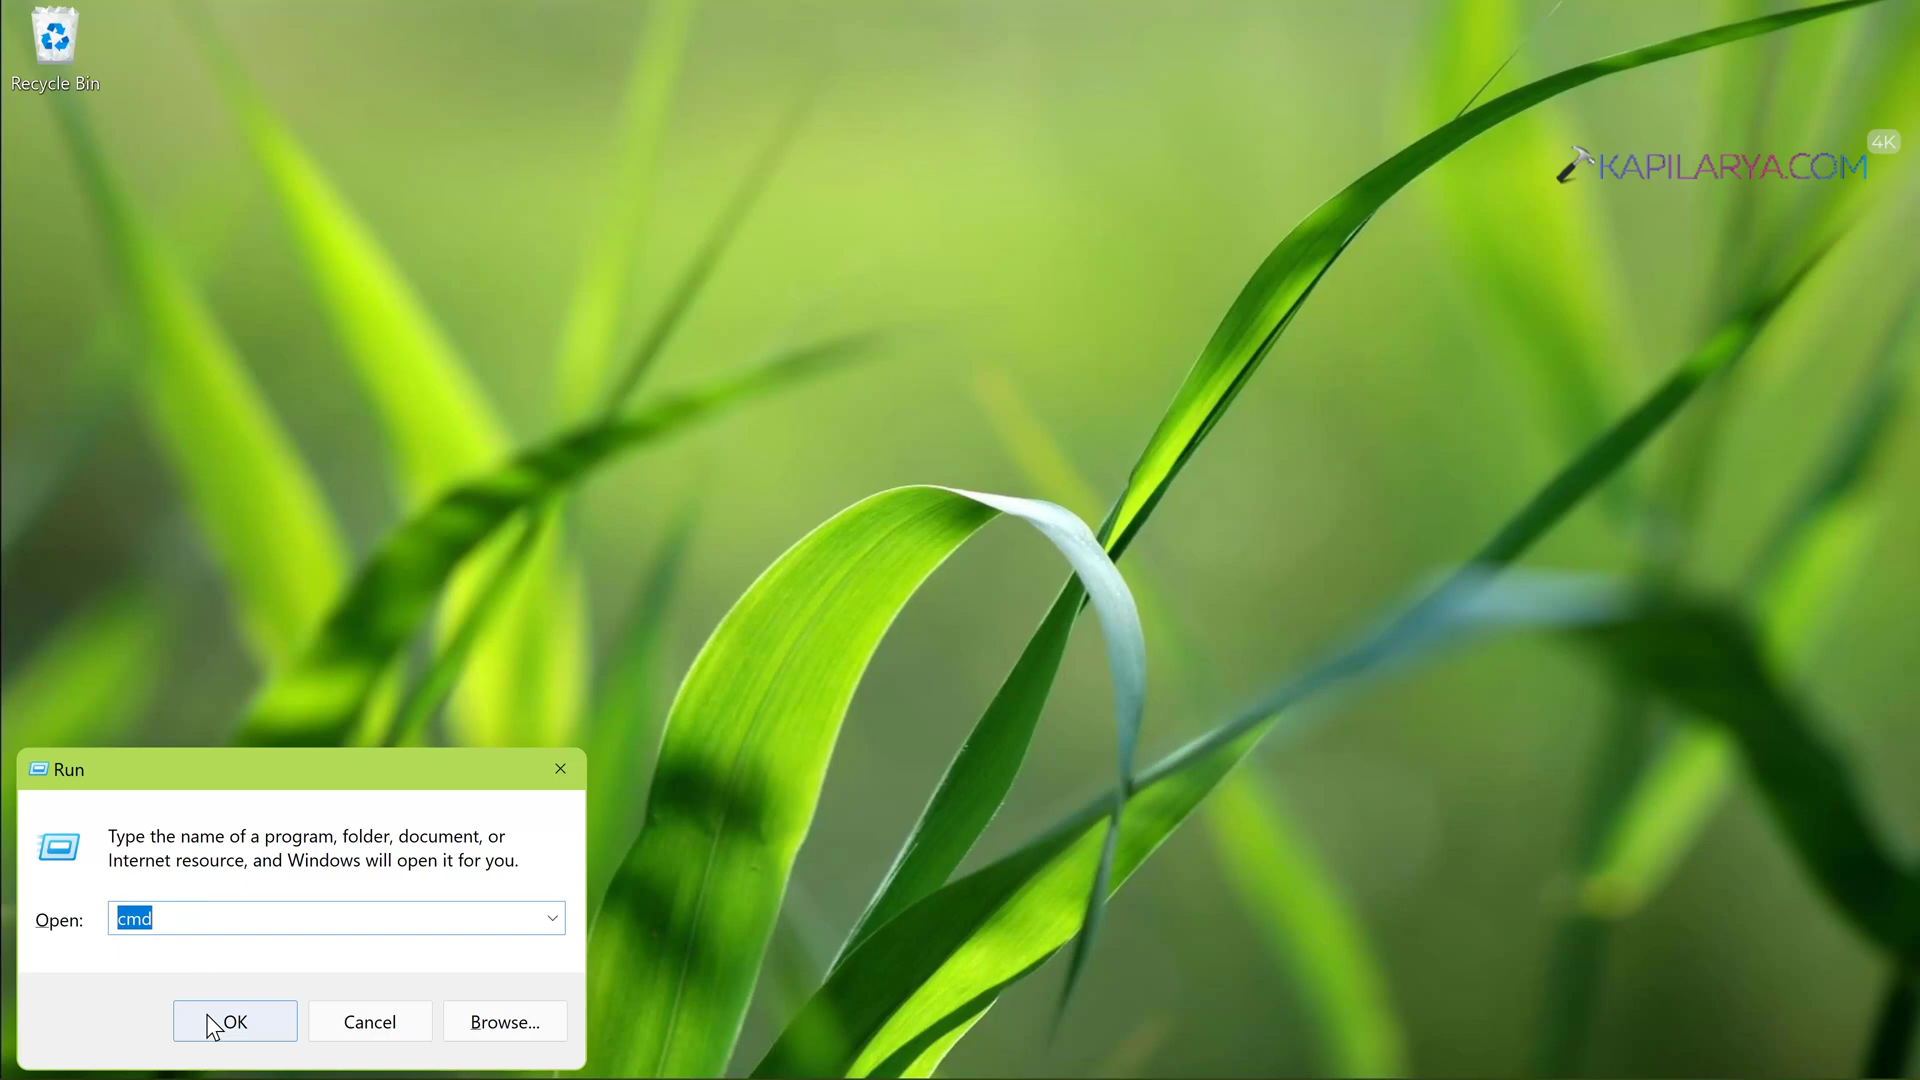 Recycle Bin
4K
KAPILARYA.COM
Run
Type the name of a program, folder, document, or
Internet resource, and Windows will open it for you.
Open:
cmd
OK
Cancel
Browse...